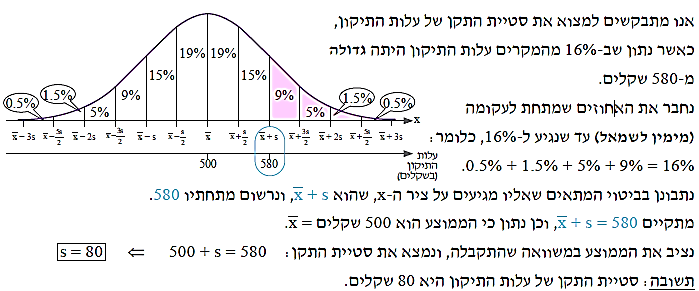 אנו מתבקשים למצוא את סטיית התקן של עלות התיקון,
כאשר נתון שב-16% מהמקרים עלות התיקון היתה גדולה
מ-580 שקלים.
נחבר את האחוזים שמתחת לעקומה
(מימין לשמאל) עד שנגיע ל-16%, כלומר:
0.5% + 1.5% + 5% + 9% = 16%
19% 19%
15% 15%
9% 9%
0.5% 1.5% 5% 5% 1.5% 0.5%
x
x̄−3s x̄−5s/2 x̄−2s x̄−3s/2 x̄−s x̄−s/2 x̄ x̄+s/2 x̄+s x̄+3s/2 x̄+2s x̄+5s/2 x̄+3s
500 580
עלות
התיקון
(בשקלים)
נתבונן בביטוי המתאים שאליו מגיעים על ציר ה-x, שהוא x̄ + s, ונרשום מתחתיו 580.
מתקיים x̄ + s = 580, וכן נתון כי הממוצע הוא 500 שקלים = x̄.
נציב את הממוצע במשוואה שהתקבלה, ונמצא את סטיית התקן: 500 + s = 580 ⇐ s = 80
תשובה: סטיית התקן של עלות התיקון היא 80 שקלים.